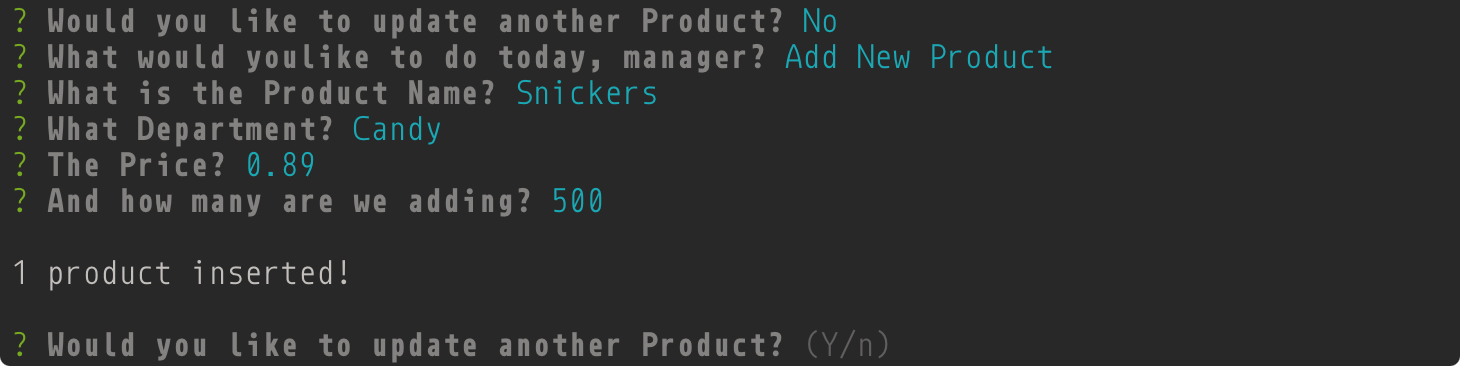 ? Would you like to update another Product? No
? What would youlike to do today, manager? Add New Product
? What is the Product Name? Snickers
? What Department? Candy
? The Price? 0.89
? And how many are we adding? 500
1 product inserted!
? Would you like to update another Product? (Y/n)